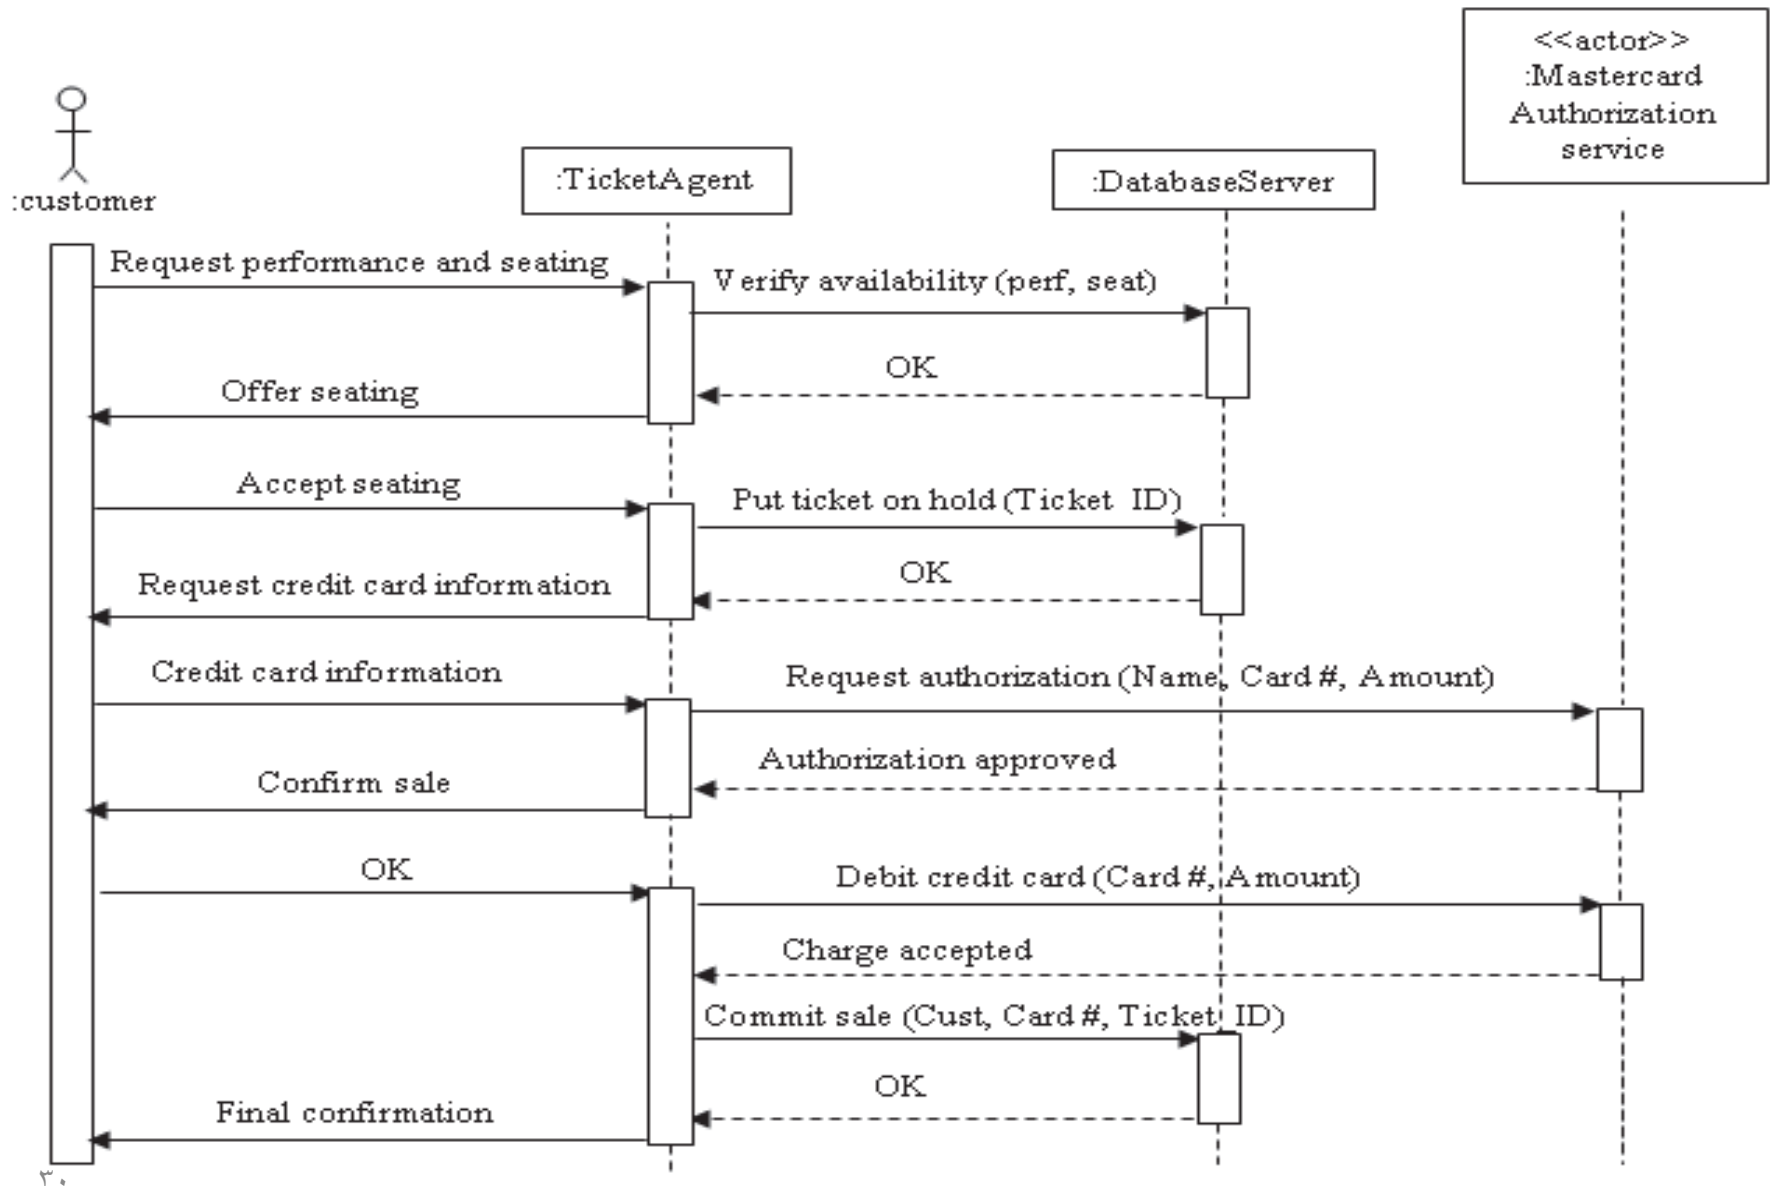 <<actor>>
:Mastercard
Authorization
service
:customer
:TicketAgent
:DatabaseServer
Request performance and seating
Verify availability (perf, seat)
OK
Offer seating
Accept seating
Put ticket on hold (Ticket ID)
OK
Request credit card information
Credit card information
Request authorization (Name, Card #, Amount)
Authorization approved
Confirm sale
OK
Debit credit card (Card #, Amount)
Charge accepted
Commit sale (Cust, Card #, Ticket ID)
OK
Final confirmation
٣٠